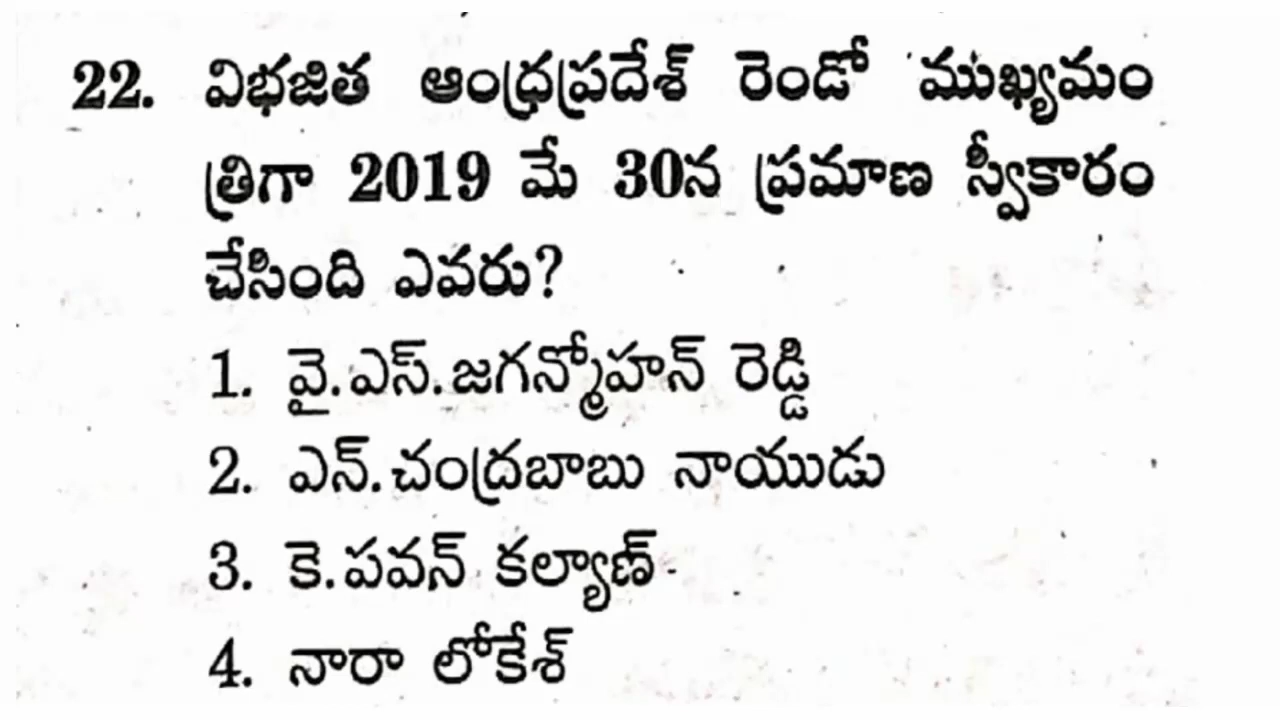 22. విభజిత ఆంధ్రప్రదేశ్ రెండో ముఖ్యమం
త్రిగా 2019 మే 30న ప్రమాణ స్వీకారం
చేసింది ఎవరు?
1. వై.ఎస్.జగన్మోహన్ రెడ్డి
2. ఎన్.చంద్రబాబు నాయుడు
3. కె.పవన్ కల్యాణ్
4. నారా లోకేశ్